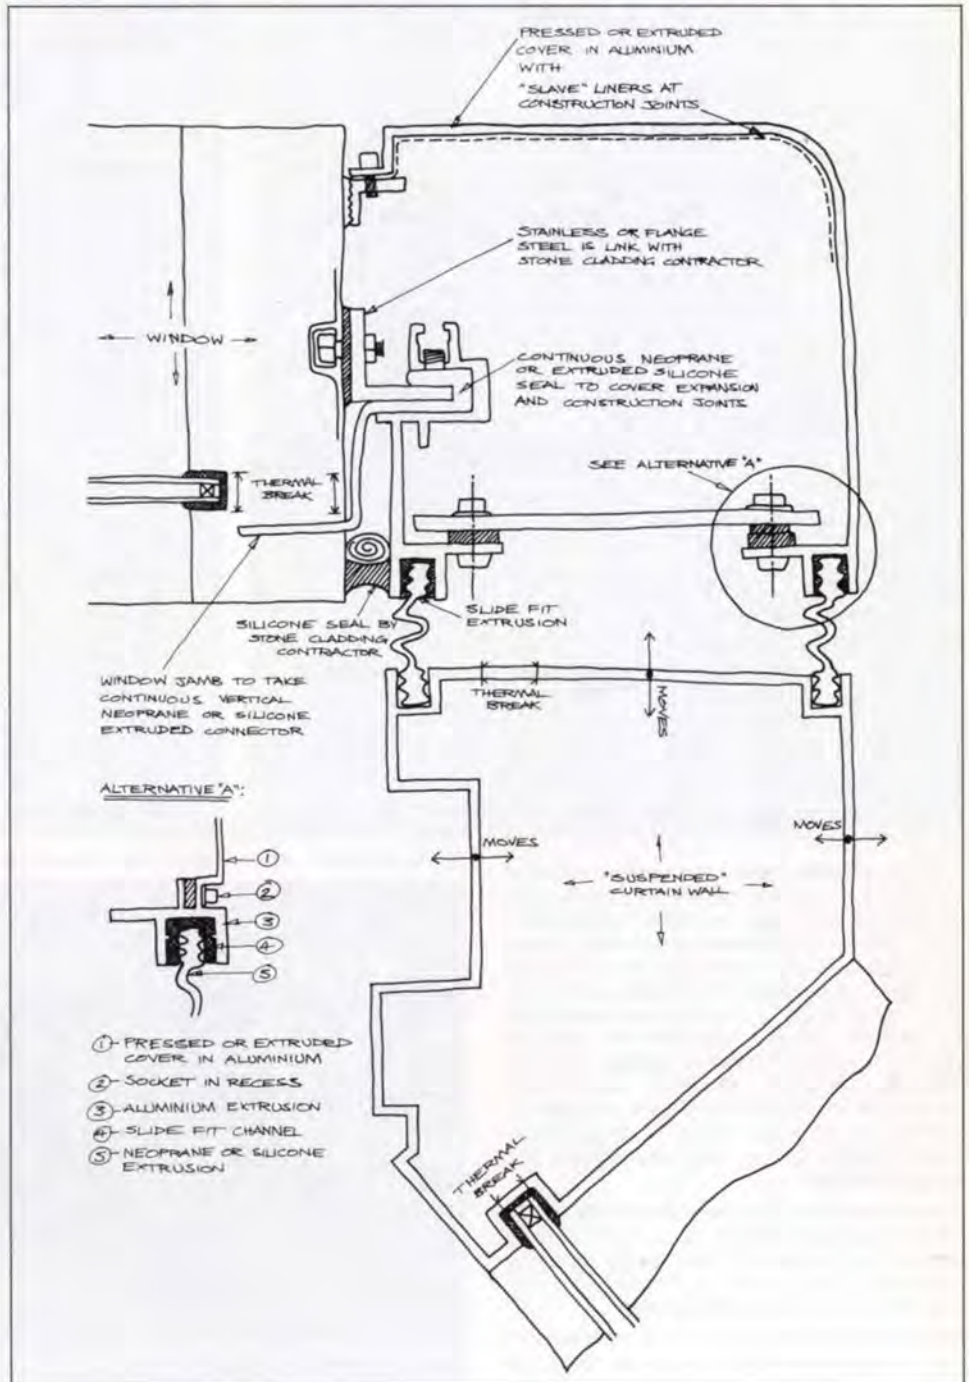 PRESSED OR EXTRUDED
COVER IN ALUMINIUM
WITH
"SLAVE" LINERS AT
CONSTRUCTION JOINTS
STAINLESS OR FLANGE
STEEL IS LINK WITH
STONE CLADDING CONTRACTOR
WINDOW
CONTINUOUS NEOPRANE
OR EXTRUDED SILICONE
SEAL TO COVER EXPANSION
AND CONSTRUCTION JOINTS
SEE ALTERNATIVE "A"
THERMAL
BREAK
SILICONE SEAL BY
STONE CLADDING
CONTRACTOR
SLIDE FIT
EXTRUSION
WINDOW JAMB TO TAKE
CONTINUOUS VERTICAL
NEOPRANE OR SILICONE
EXTRUDED CONNECTOR
THERMAL
BREAK
MOVES
ALTERNATIVE "A":
1
2
3
4
5
MOVES
MOVES
"SUSPENDED"
CURTAIN WALL
1- PRESSED OR EXTRUDED
COVER IN ALUMINIUM
2- SOCKET IN RECESS
3- ALUMINIUM EXTRUSION
4- SLIDE FIT CHANNEL
5- NEOPRANE OR SILICONE
EXTRUSION
THERMAL
BREAK